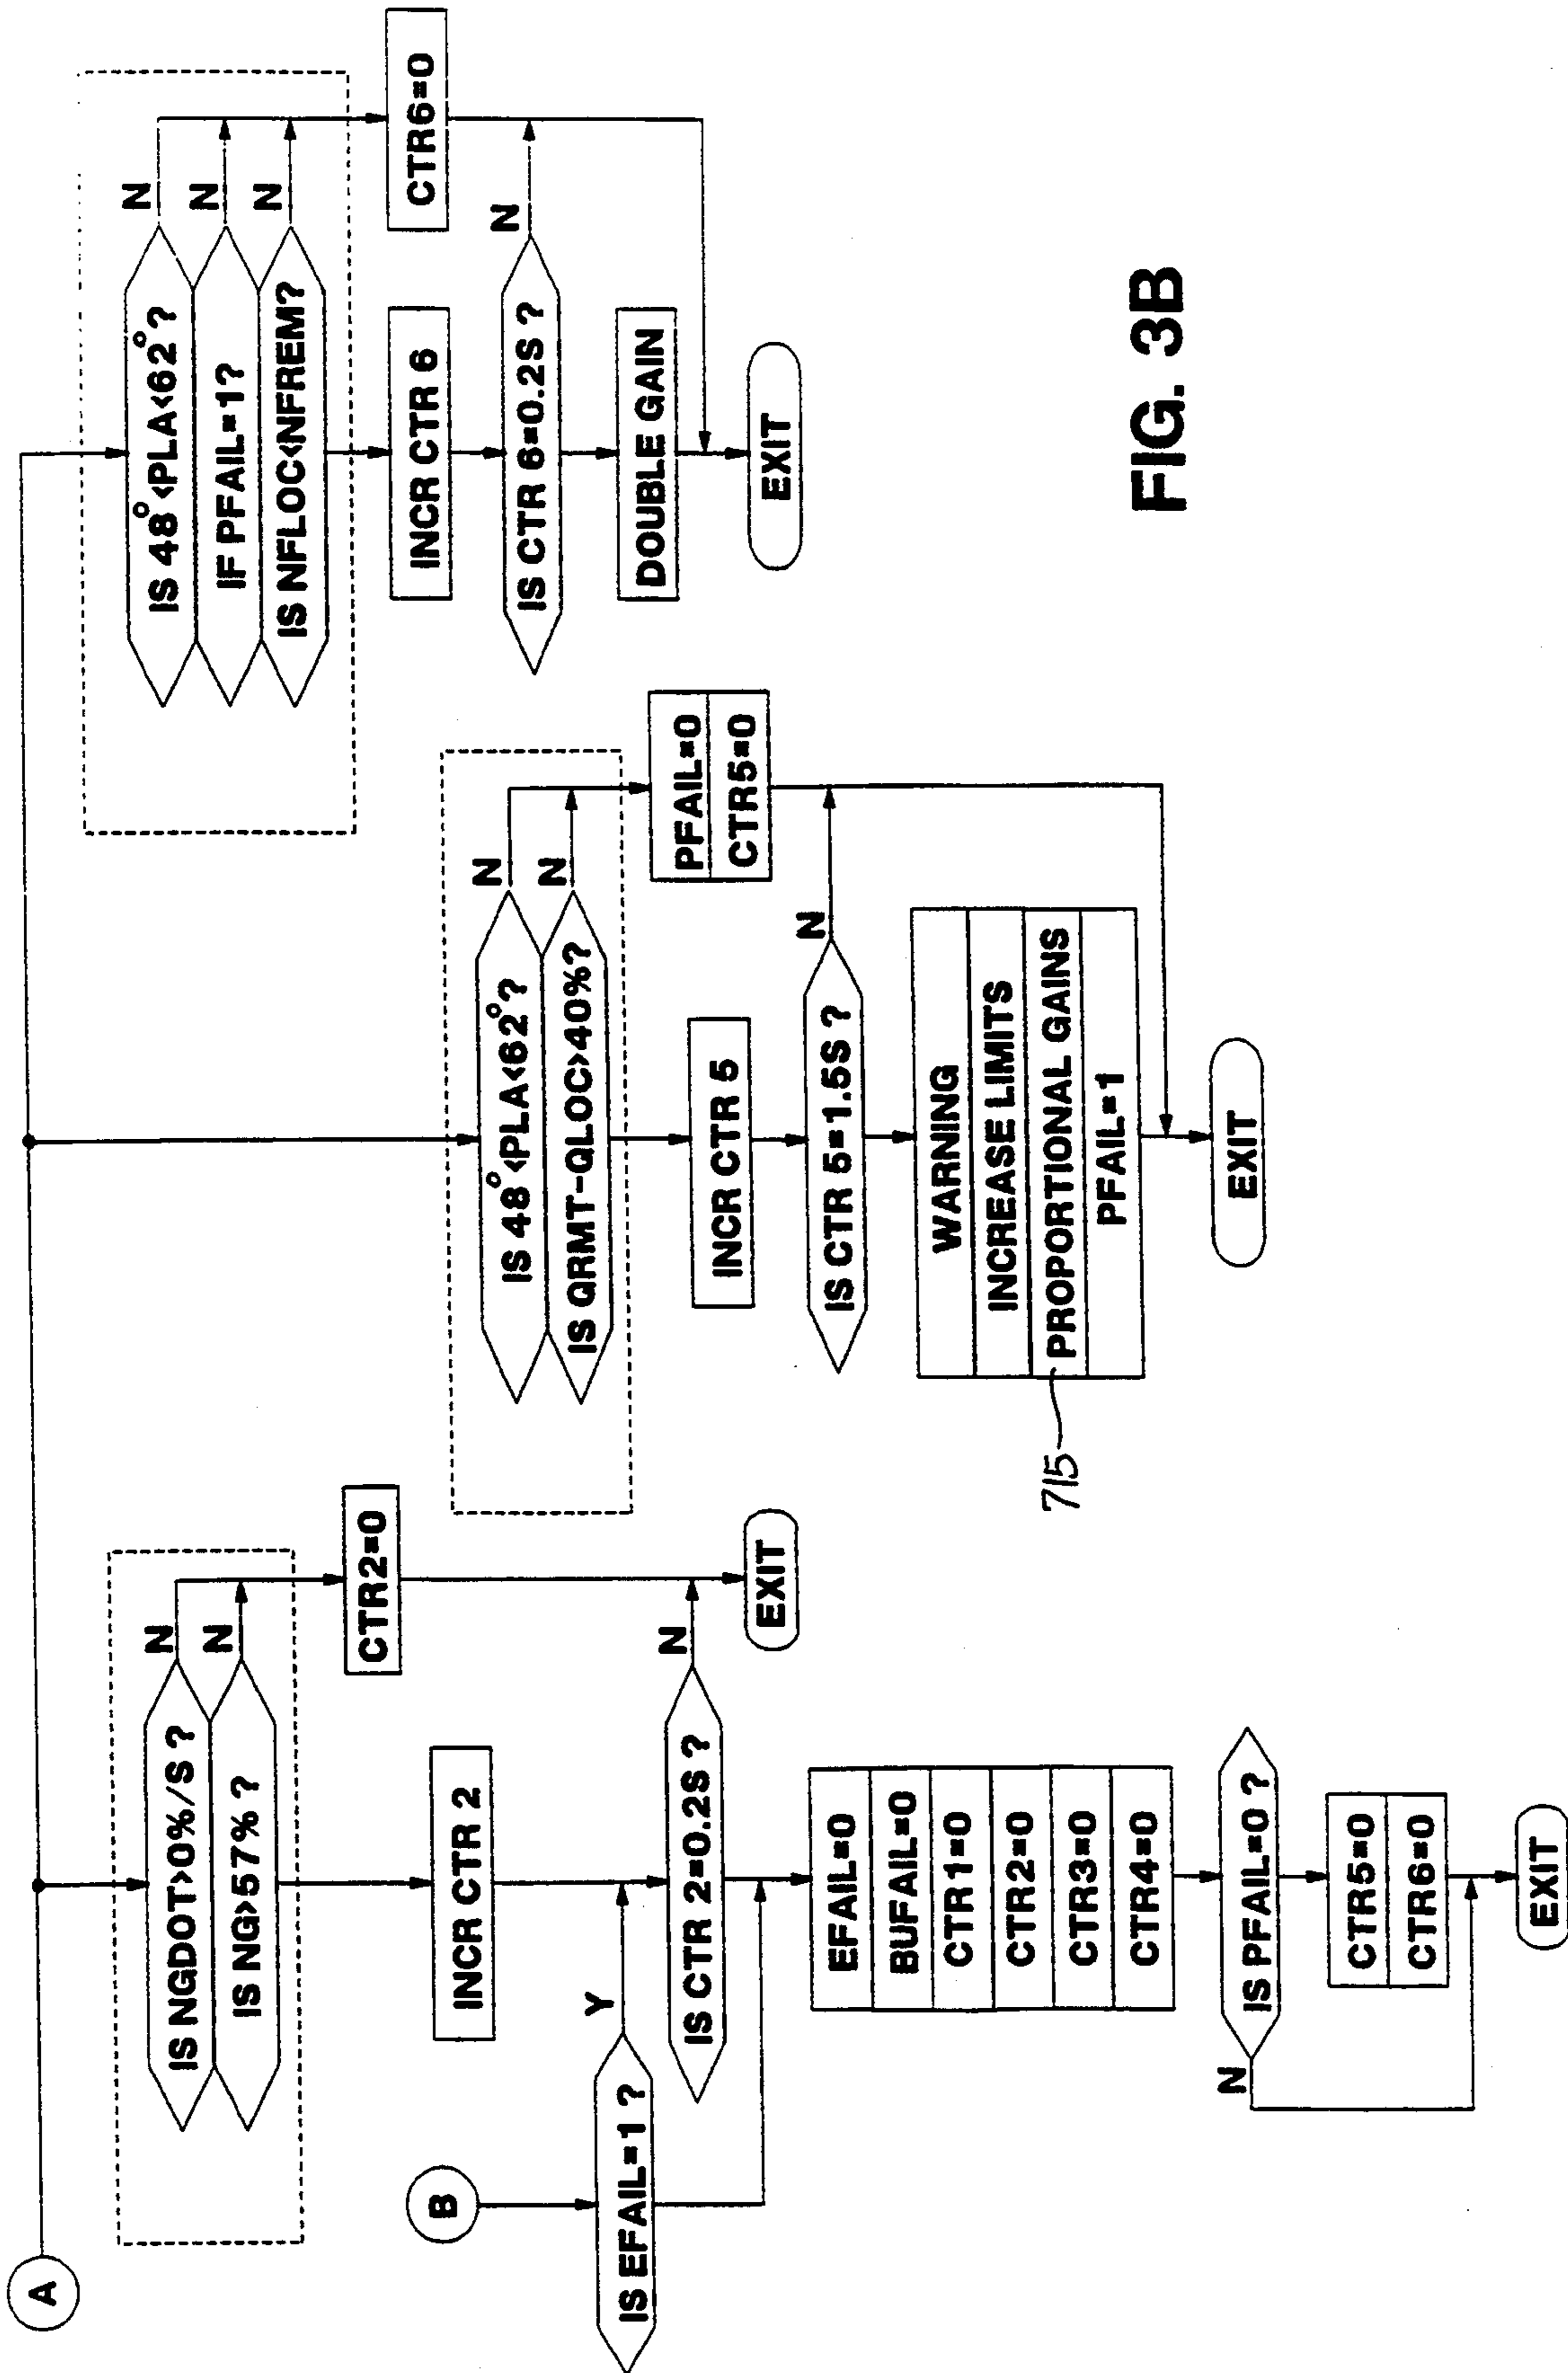 A
IS NGDOT>0%/S ?
N
IS NG>57% ?
N
CTR2=0
INCR CTR 2
B
IS EFAIL=1 ?
Y
IS CTR 2=0.2S ?
N
EXIT
EFAIL=0
BUFAIL=0
CTR1=0
CTR2=0
CTR3=0
CTR4=0
IS PFAIL=0 ?
N
CTR5=0
CTR6=0
EXIT
IS 48°<PLA<62° ?
N
IS QRMT-QLOC>40%?
N
PFAIL=0
CTR5=0
INCR CTR 5
IS CTR 5=1.5S ?
N
WARNING
INCREASE LIMITS
PROPORTIONAL GAINS
PFAIL=1
715
EXIT
IS 48°<PLA<62° ?
N
IF PFAIL=1?
N
IS NFLOC<NFREM?
N
CTR6=0
INCR CTR 6
IS CTR 6=0.2S ?
N
DOUBLE GAIN
EXIT
FIG. 3B